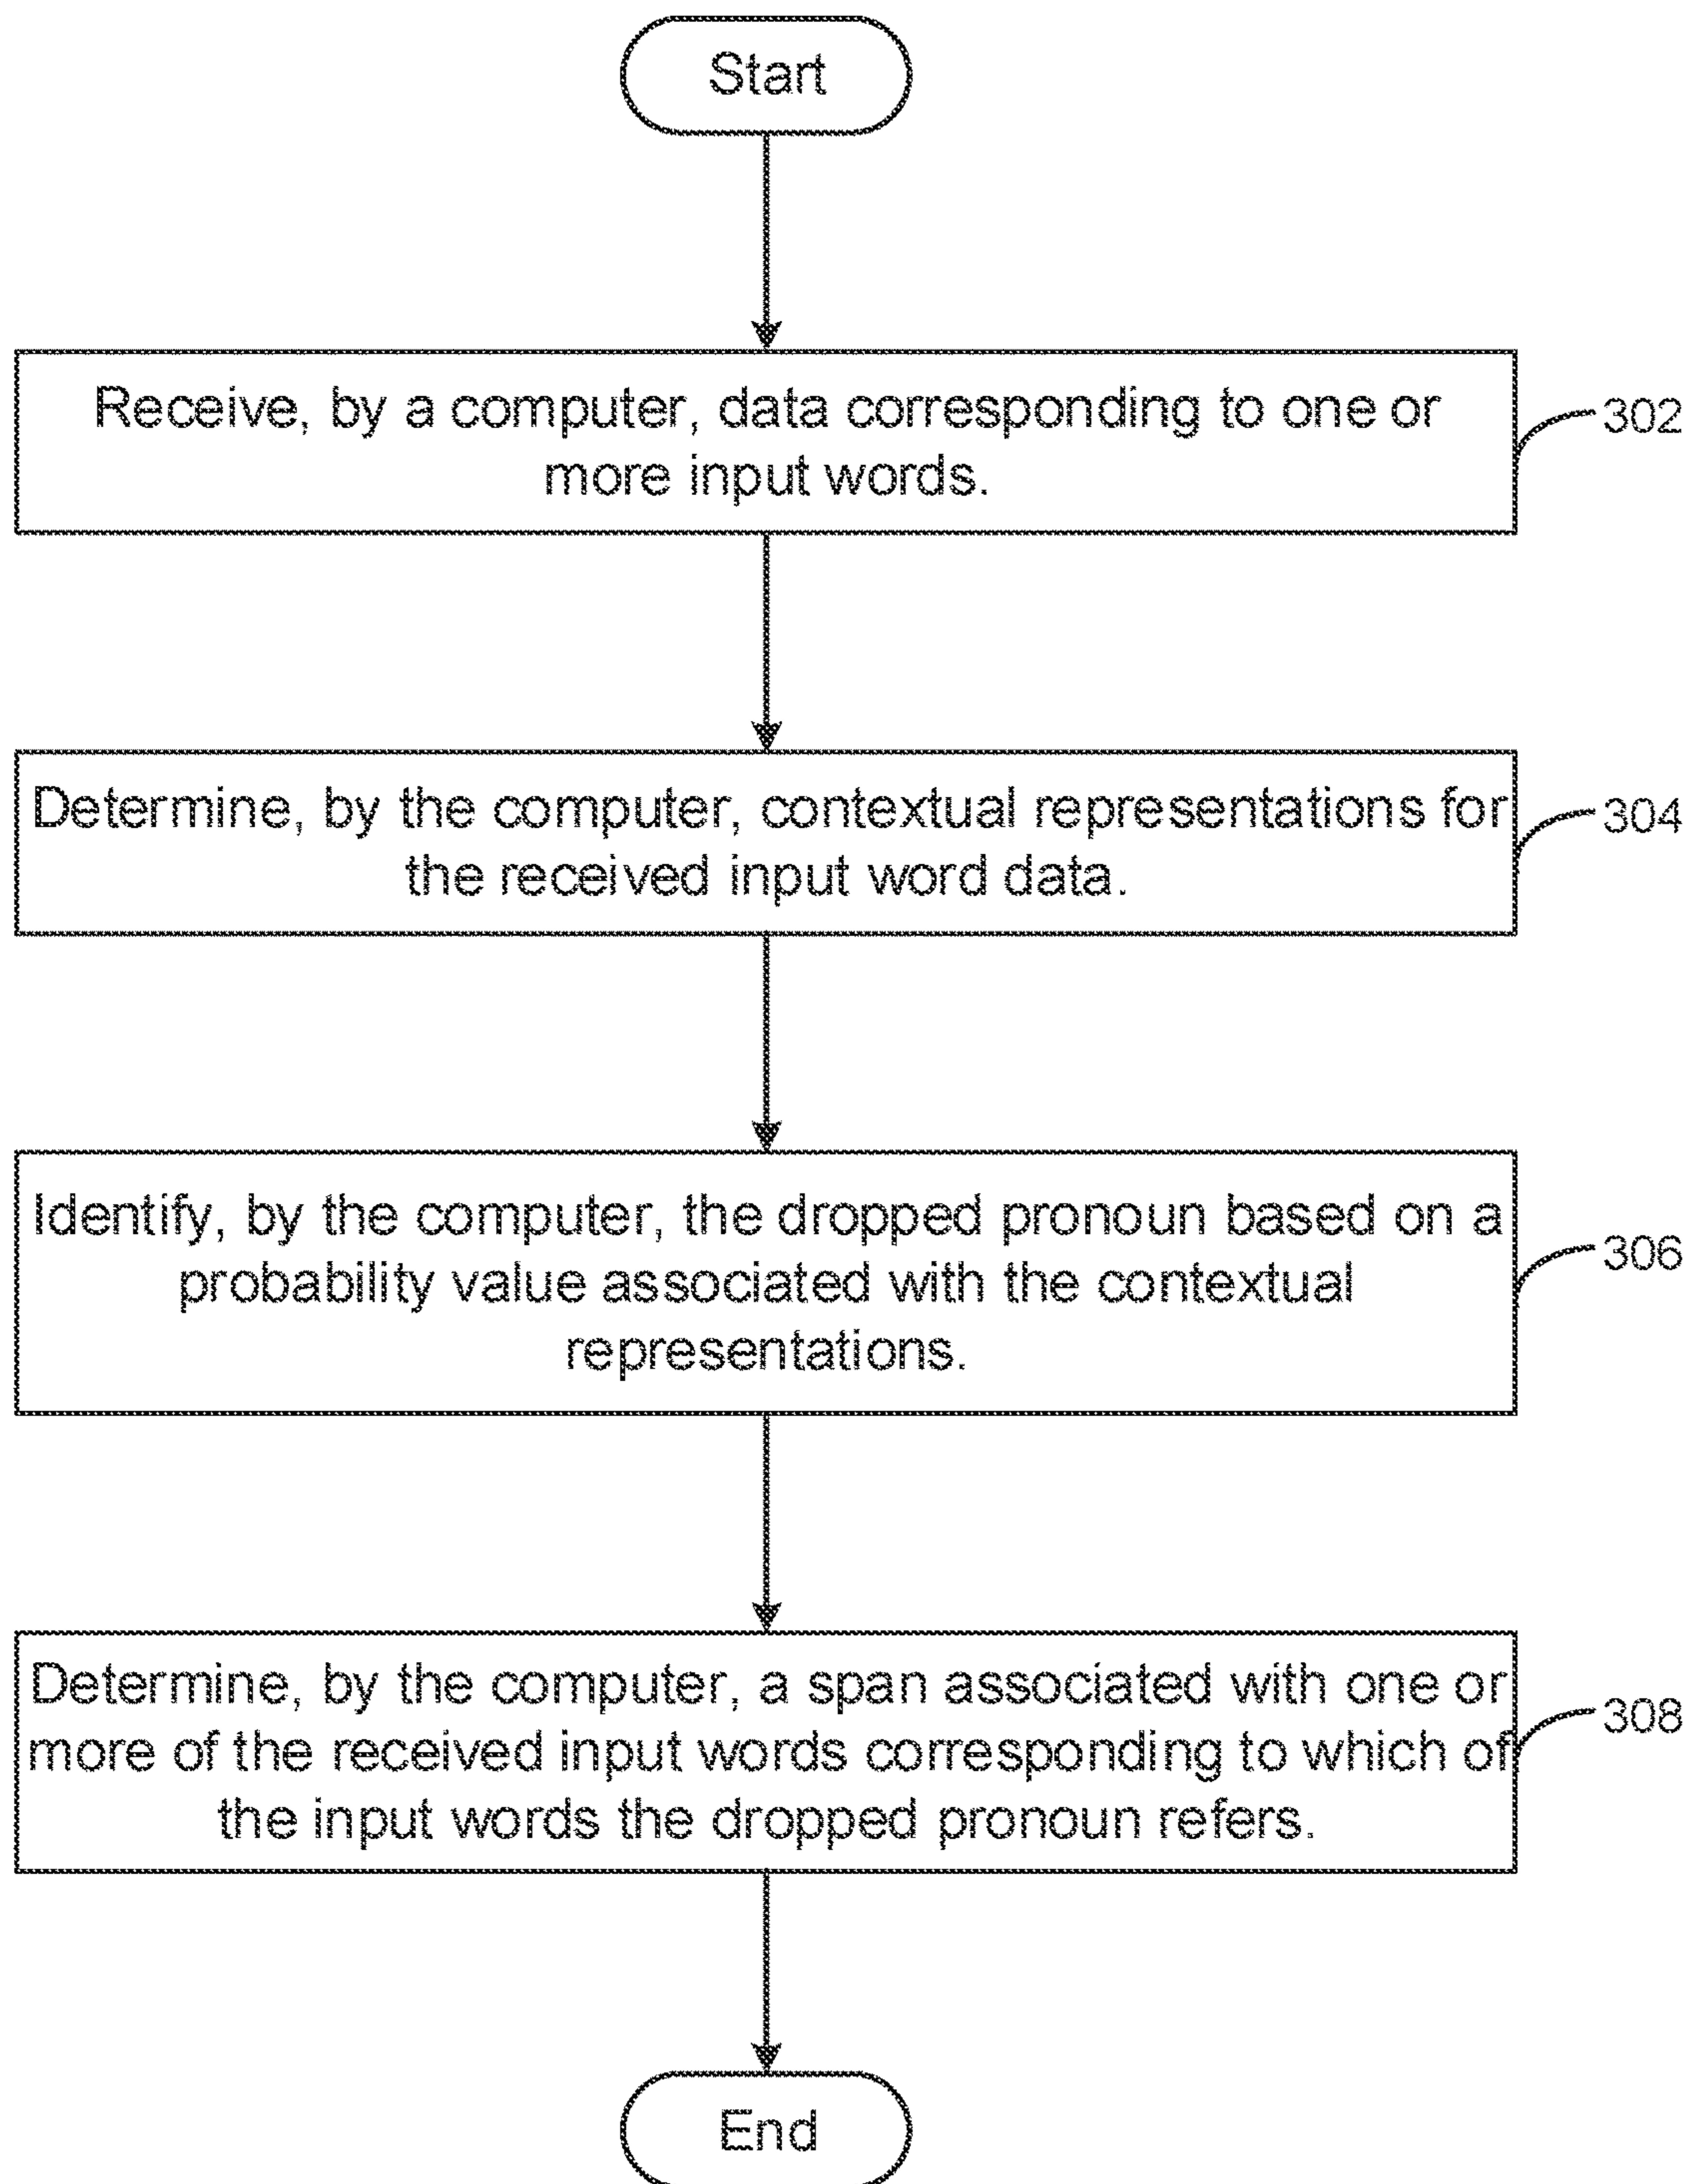 Start
Receive, by a computer, data corresponding to one or
more input words.
302
Determine, by the computer, contextual representations for
the received input word data.
304
Identify, by the computer, the dropped pronoun based on a
probability value associated with the contextual
representations.
306
Determine, by the computer, a span associated with one or
more of the received input words corresponding to which of
the input words the dropped pronoun refers.
308
End